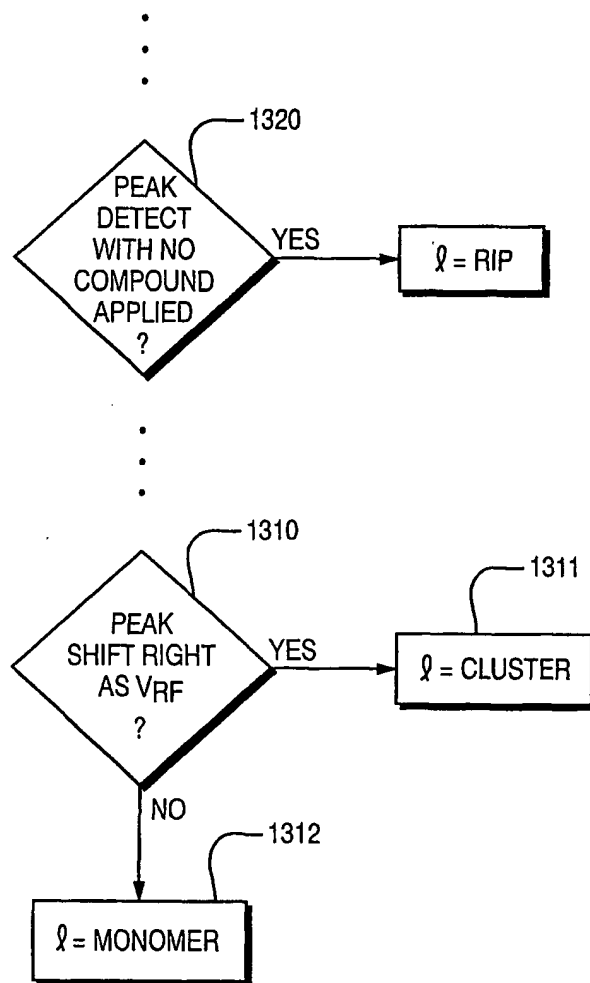 1320
PEAK
DETECT
WITH NO
COMPOUND
APPLIED
?
YES
ℓ = RIP
1310
PEAK
SHIFT RIGHT
AS VRF
?
YES
1311
ℓ = CLUSTER
NO
1312
ℓ = MONOMER